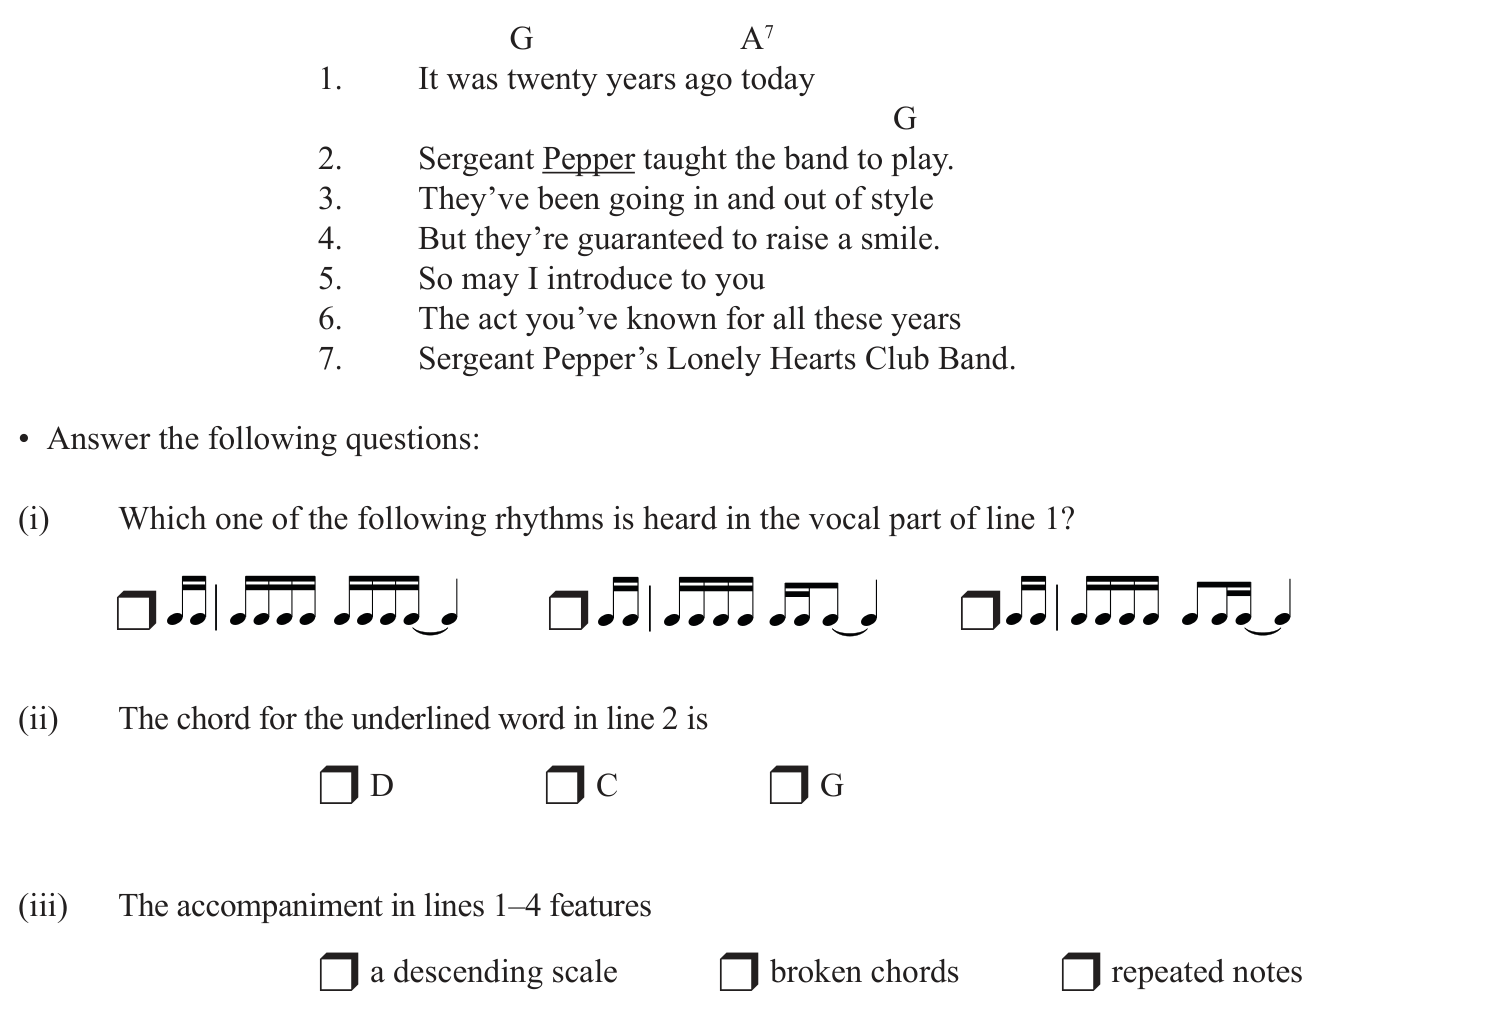 G A⁷
1. It was twenty years ago today
G
2. Sergeant Pepper taught the band to play.
3. They’ve been going in and out of style
4. But they’re guaranteed to raise a smile.
5. So may I introduce to you
6. The act you’ve known for all these years
7. Sergeant Pepper’s Lonely Hearts Club Band.
• Answer the following questions:
(i) Which one of the following rhythms is heard in the vocal part of line 1?
(ii) The chord for the underlined word in line 2 is
D C G
(iii) The accompaniment in lines 1–4 features
a descending scale broken chords repeated notes